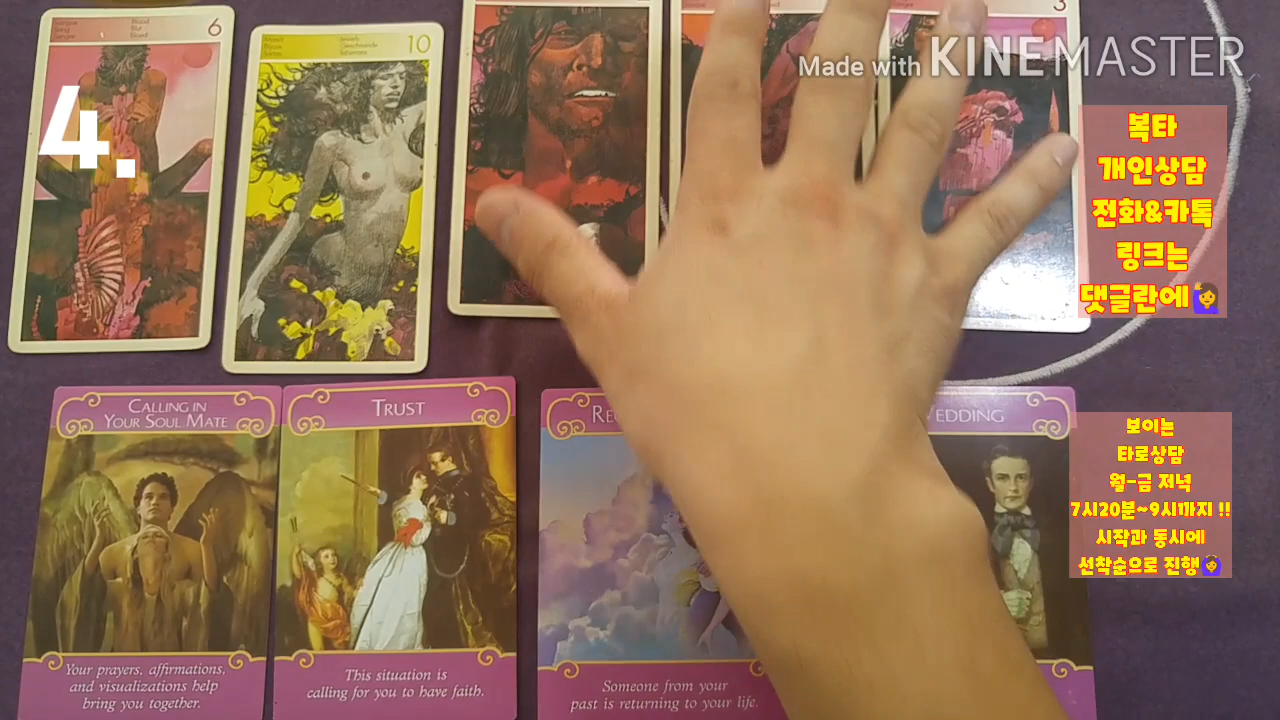 6
Blood
Blut
10
3
4.
Made with KINEMASTER
복타
개인상담
전화&카톡
링크는
댓글란에🙋‍♀️
CALLING IN
YOUR SOUL MATE
TRUST
Your prayers, affirmations,
and visualizations help
bring you together.
This situation is
calling for you to have faith.
Someone from your
past is returning to your life.
보이는
타로상담
월-금 저녁
7시20분~9시까지 !!
시작과 동시에
선착순으로 진행🙆‍♀️